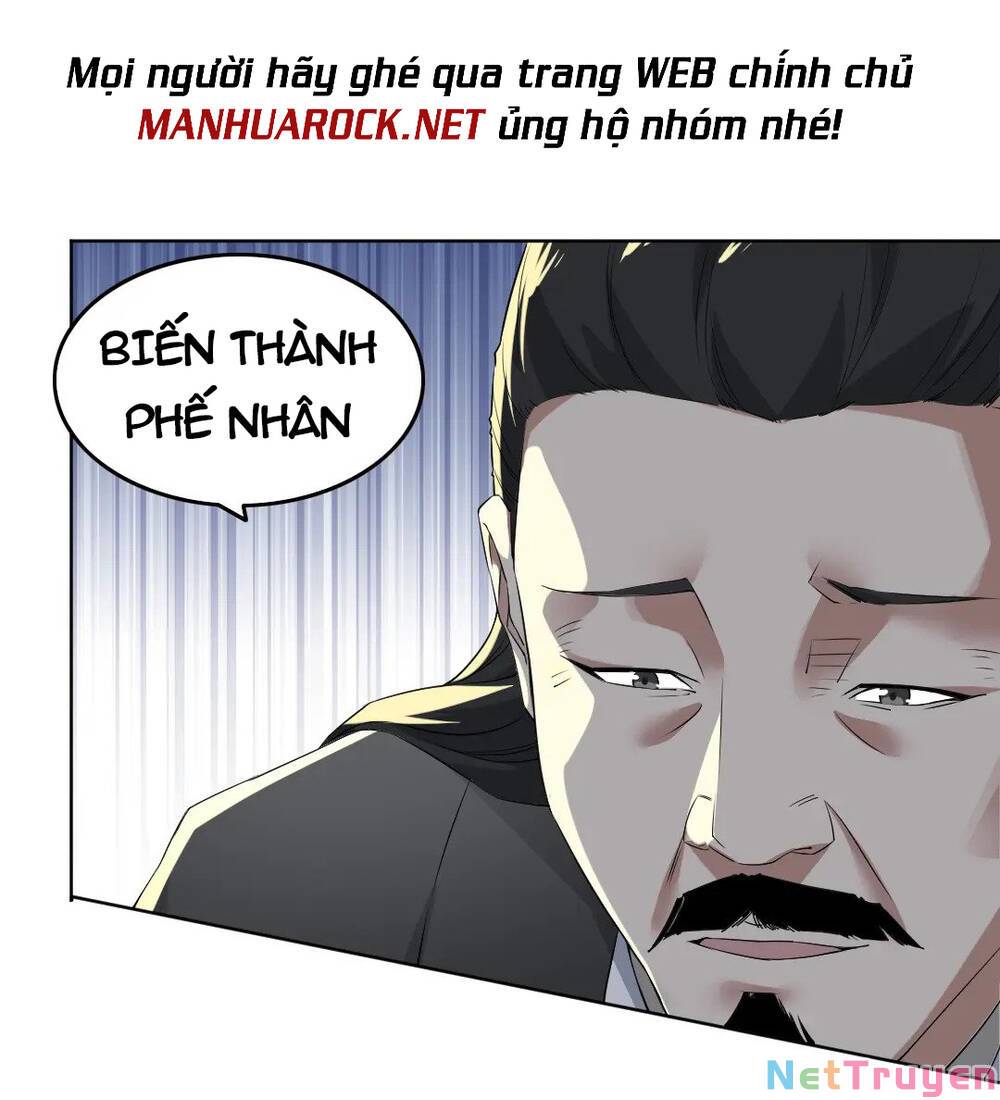 Mọi người hãy ghé qua trang WEB chính chủ
MANHUAROCK.NET ủng hộ nhóm nhé!
BIẾN THÀNH
PHẾ NHÂN
NetTruyen